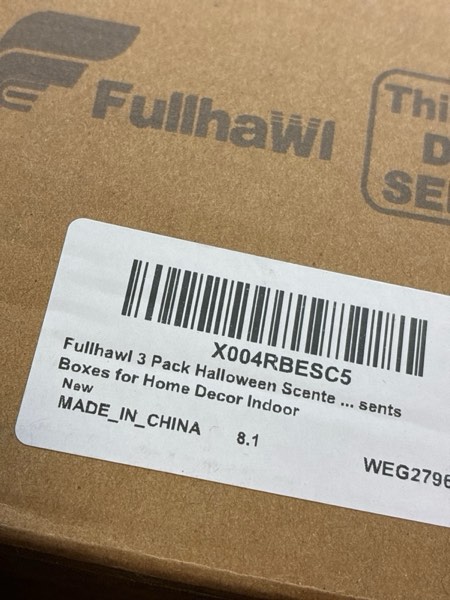 Fullhawl
Thi
D
SE
X004RBESC5
Fullhawl 3 Pack Halloween Scente ... sents
Boxes for Home Decor Indoor
New
MADE_IN_CHINA 8.1
WEG2796